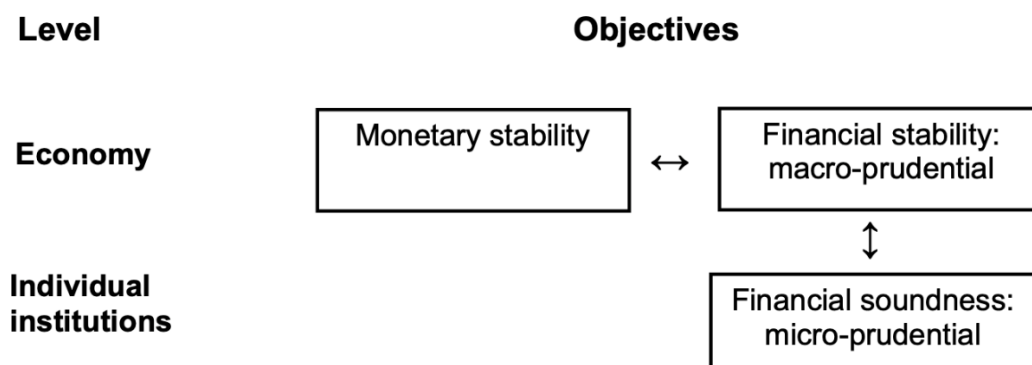 Level Objectives
Economy
Monetary stability
Financial stability:
macro-prudential
Individual
institutions
Financial soundness:
micro-prudential